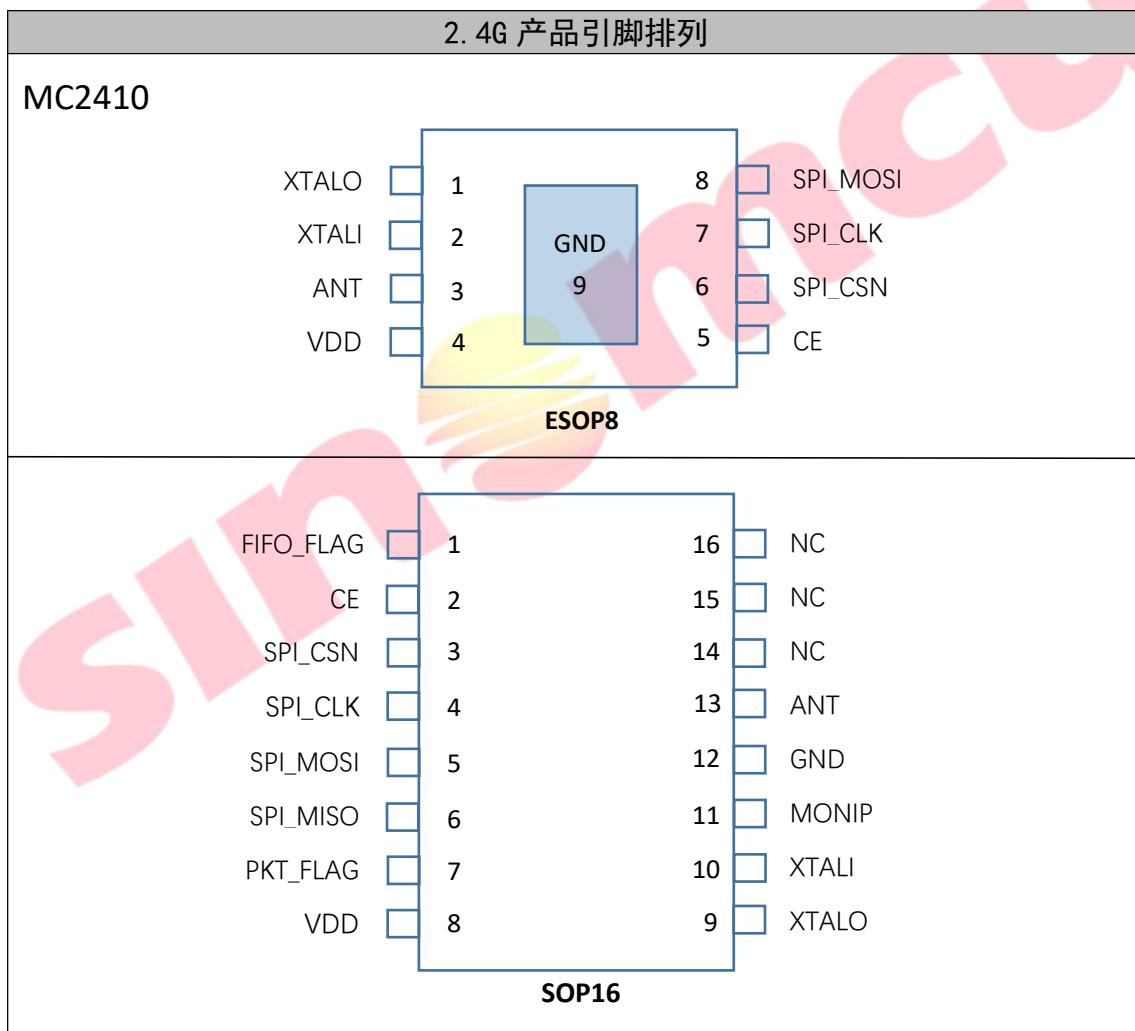 2.4G 产品引脚排列
MC2410
XTALO 1 8 SPI_MOSI
XTALI 2 GND 7 SPI_CLK
ANT 3 9 6 SPI_CSN
VDD 4 5 CE
ESOP8
FIFO_FLAG 1 16 NC
CE 2 15 NC
SPI_CSN 3 14 NC
SPI_CLK 4 13 ANT
SPI_MOSI 5 12 GND
SPI_MISO 6 11 MONIP
PKT_FLAG 7 10 XTALI
VDD 8 9 XTALO
SOP16
sinomcu